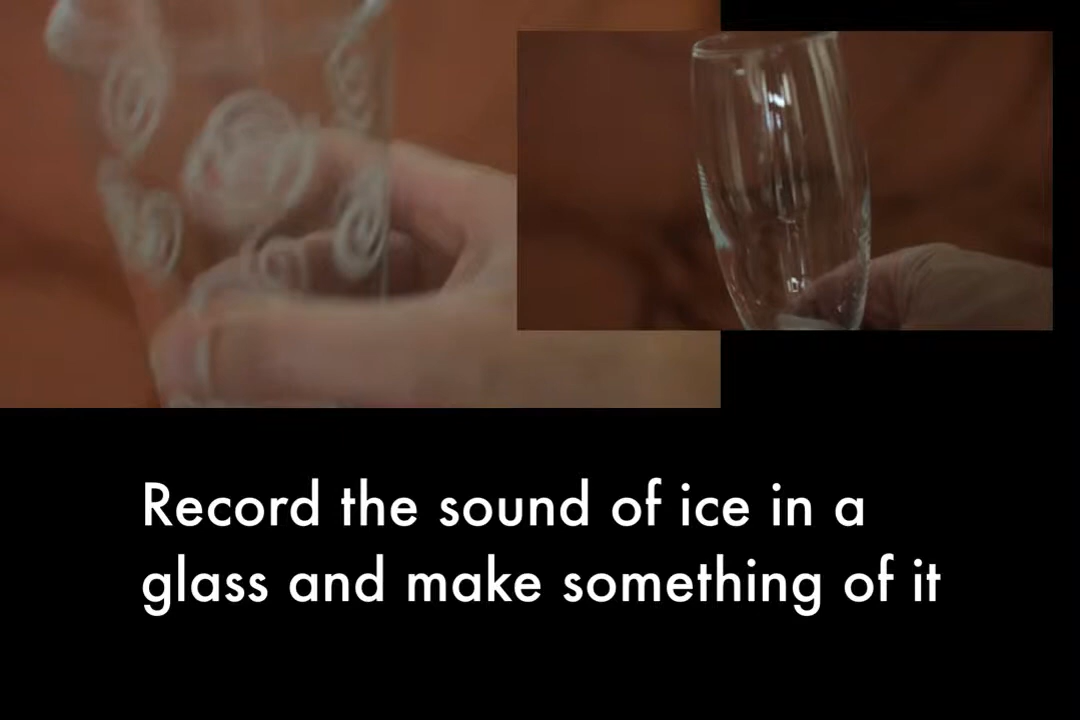 Record the sound of ice in a
glass and make something of it